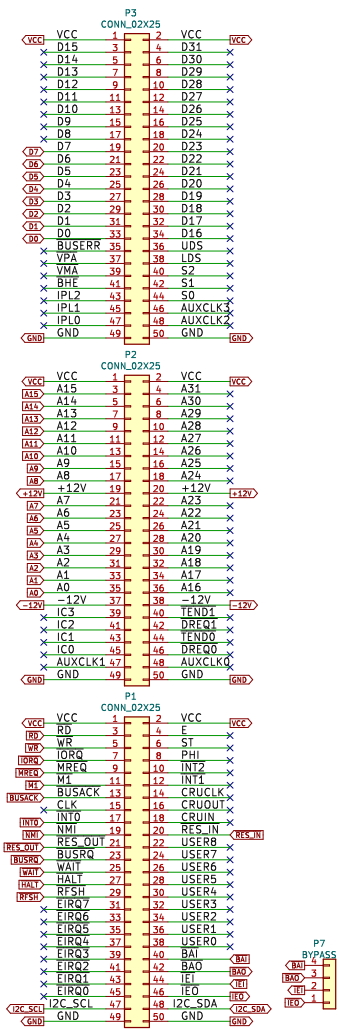 P3
CONN_02X25
VCC VCC 1 2 VCC VCC
D15 3 4 D31
D14 5 6 D30
D13 7 8 D29
D12 9 10 D28
D11 11 12 D27
D10 13 14 D26
D9 15 16 D25
D8 17 18 D24
D7 D7 19 20 D23
D6 D6 21 22 D22
D5 D5 23 24 D21
D4 D4 25 26 D20
D3 D3 27 28 D19
D2 D2 29 30 D18
D1 D1 31 32 D17
D0 D0 33 34 D16
BUSERR 35 36 UDS
VPA 37 38 LDS
VMA 39 40 S2
BHE 41 42 S1
IPL2 43 44 S0
IPL1 45 46 AUXCLK3
IPL0 47 48 AUXCLK2
GND GND 49 50 GND GND
P2
CONN_02X25
VCC VCC 1 2 VCC VCC
A15 A15 3 4 A31
A14 A14 5 6 A30
A13 A13 7 8 A29
A12 A12 9 10 A28
A11 A11 11 12 A27
A10 A10 13 14 A26
A9 A9 15 16 A25
A8 A8 17 18 A24
+12V +12V 19 20 +12V +12V
A7 A7 21 22 A23
A6 A6 23 24 A22
A5 A5 25 26 A21
A4 A4 27 28 A20
A3 A3 29 30 A19
A2 A2 31 32 A18
A1 A1 33 34 A17
A0 A0 35 36 A16
-12V -12V 37 38 -12V -12V
IC3 39 40 TEND1
IC2 41 42 DREQ1
IC1 43 44 TEND0
IC0 45 46 DREQ0
AUXCLK1 47 48 AUXCLK0
GND GND 49 50 GND GND
P1
CONN_02X25
VCC VCC 1 2 VCC VCC
RD RD 3 4 E
WR WR 5 6 ST
IORQ IORQ 7 8 PHI
MREQ MREQ 9 10 INT2
M1 M1 11 12 INT1
BUSACK BUSACK 13 14 CRUCLK
CLK 15 16 CRUOUT
INT0 INT0 17 18 CRUIN
NMI NMI 19 20 RES_IN RES_IN
RES_OUT RES_OUT 21 22 USER8
BUSRQ BUSRQ 23 24 USER7
WAIT WAIT 25 26 USER6
HALT HALT 27 28 USER5
RFSH RFSH 29 30 USER4
EIRQ7 31 32 USER3
EIRQ6 33 34 USER2
EIRQ5 35 36 USER1
EIRQ4 37 38 USER0
EIRQ3 39 40 BAI BAI
EIRQ2 41 42 BAO BAO
EIRQ1 43 44 IEI IEI
EIRQ0 45 46 IEO IEO
I2C_SCL I2C_SCL 47 48 I2C_SDA I2C_SDA
GND GND 49 50 GND GND
P7
BYPASS
BAI 4
BAO 3
IEI 2
IEO 1